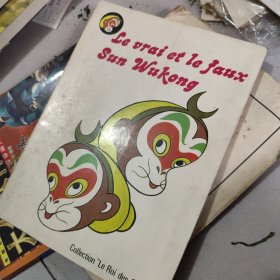 Le vrai et le faux
Sun Wukong
Collection "Le Roi des